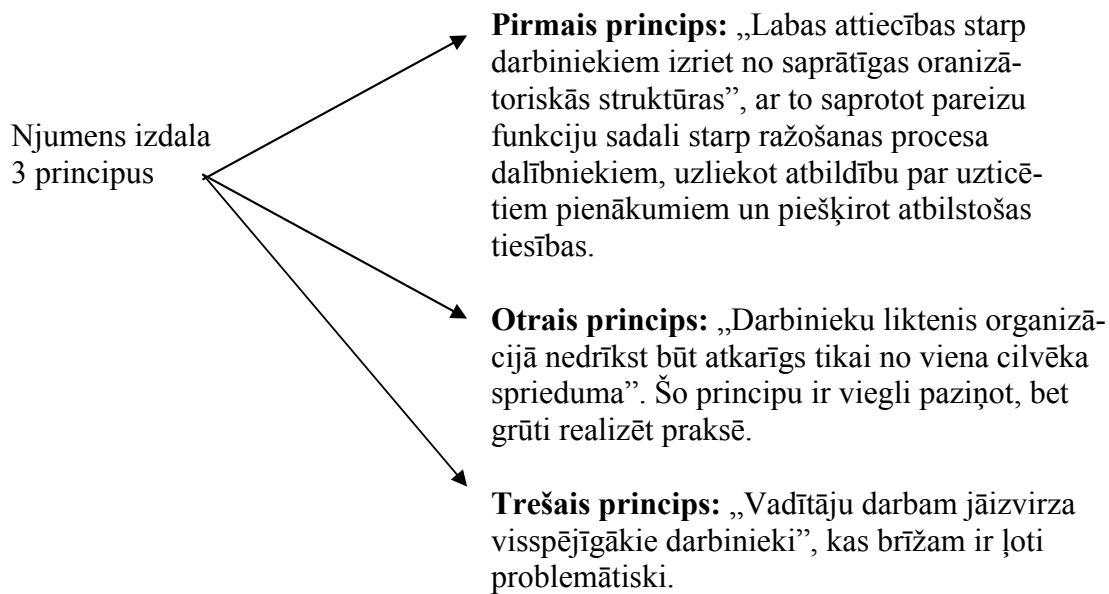 Njumens izdala
3 principus
Pirmais princips: „Labas attiecības starp
darbiniekiem izriet no saprātīgas oranizā-
toriskās struktūras”, ar to saprotot pareizu
funkciju sadali starp ražošanas procesa
dalībniekiem, uzliekot atbildību par uzticē-
tiem pienākumiem un piešķirot atbilstošas
tiesības.
Otrais princips: „Darbinieku liktenis organizā-
cijā nedrīkst būt atkarīgs tikai no viena cilvēka
sprieduma”. Šo principu ir viegli paziņot, bet
grūti realizēt praksē.
Trešais princips: „Vadītāju darbam jāizvirza
visspējīgākie darbinieki”, kas brīžam ir ļoti
problemātiski.